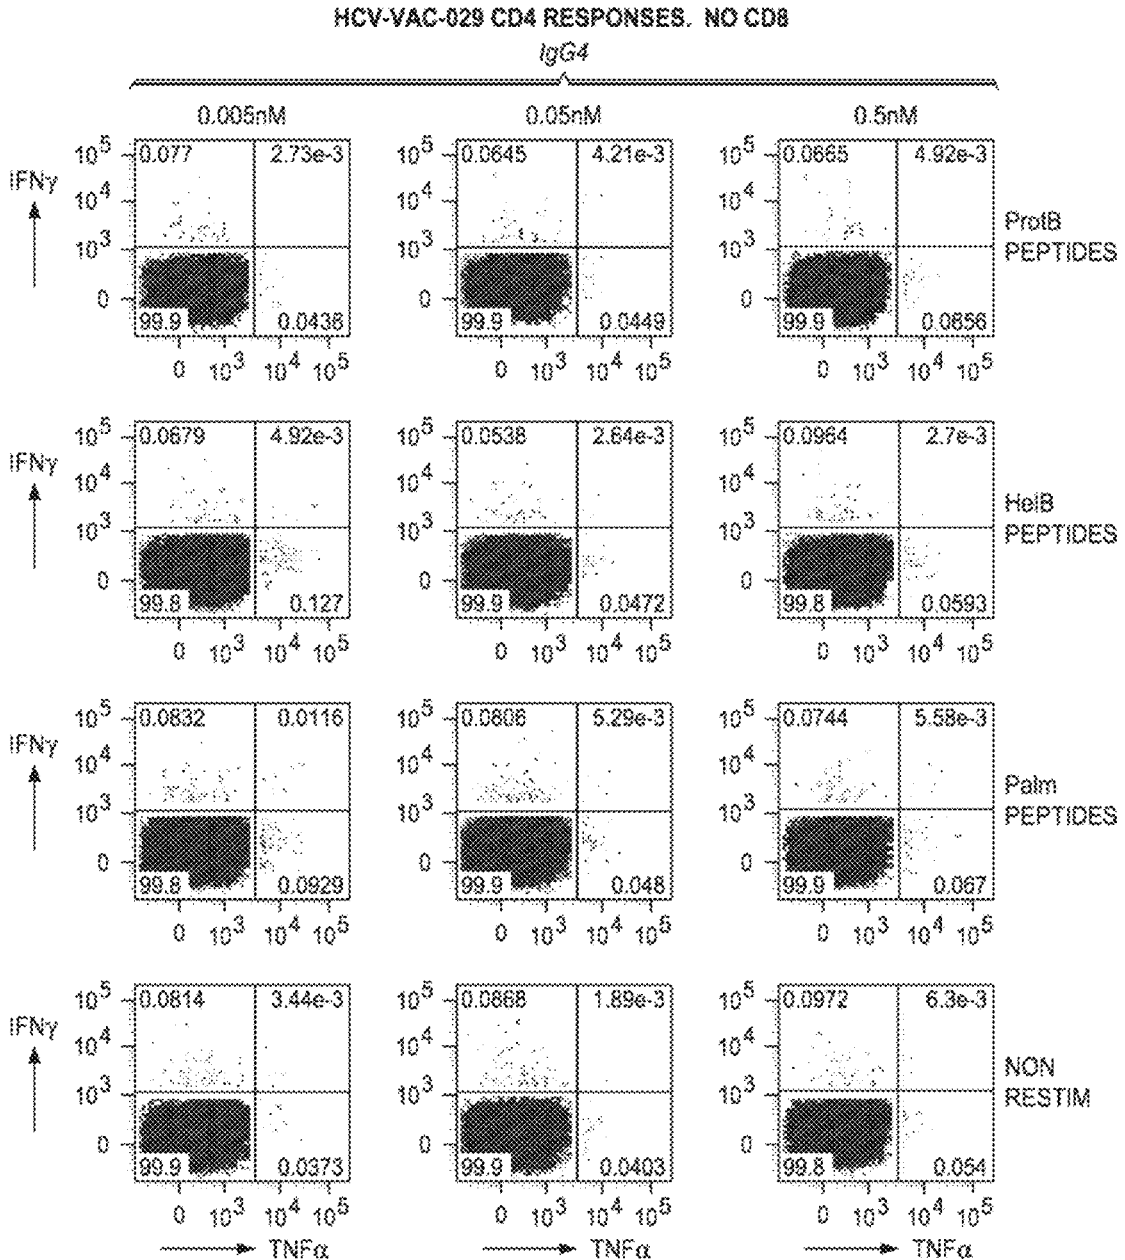 HCV-VAC-029 CD4 RESPONSES. NO CD8
IgG4
0.005nM 0.05nM 0.5nM
IFNγ
10^5 0.077 2.73e-3 10^5 0.0645 4.21e-3 10^5 0.0665 4.92e-3
10^4 10^4 10^4
10^3 10^3 10^3
0 0 0
ProtB
PEPTIDES
99.9 0.0438 99.9 0.0449 99.9 0.0856
0 10^3 10^4 10^5 0 10^3 10^4 10^5 0 10^3 10^4 10^5
IFNγ
10^5 0.0679 4.92e-3 10^5 0.0538 2.64e-3 10^5 0.0964 2.7e-3
10^4 10^4 10^4
10^3 10^3 10^3
0 0 0
HelB
PEPTIDES
99.8 0.127 99.9 0.0472 99.8 0.0593
0 10^3 10^4 10^5 0 10^3 10^4 10^5 0 10^3 10^4 10^5
IFNγ
10^5 0.0832 0.0116 10^5 0.0806 5.29e-3 10^5 0.0744 5.58e-3
10^4 10^4 10^4
10^3 10^3 10^3
0 0 0
Palm
PEPTIDES
99.8 0.0929 99.9 0.048 99.9 0.067
0 10^3 10^4 10^5 0 10^3 10^4 10^5 0 10^3 10^4 10^5
IFNγ
10^5 0.0814 3.44e-3 10^5 0.0868 1.89e-3 10^5 0.0972 6.3e-3
10^4 10^4 10^4
10^3 10^3 10^3
0 0 0
NON
RESTIM
99.9 0.0373 99.9 0.0403 99.8 0.054
0 10^3 10^4 10^5 0 10^3 10^4 10^5 0 10^3 10^4 10^5
TNFα TNFα TNFα